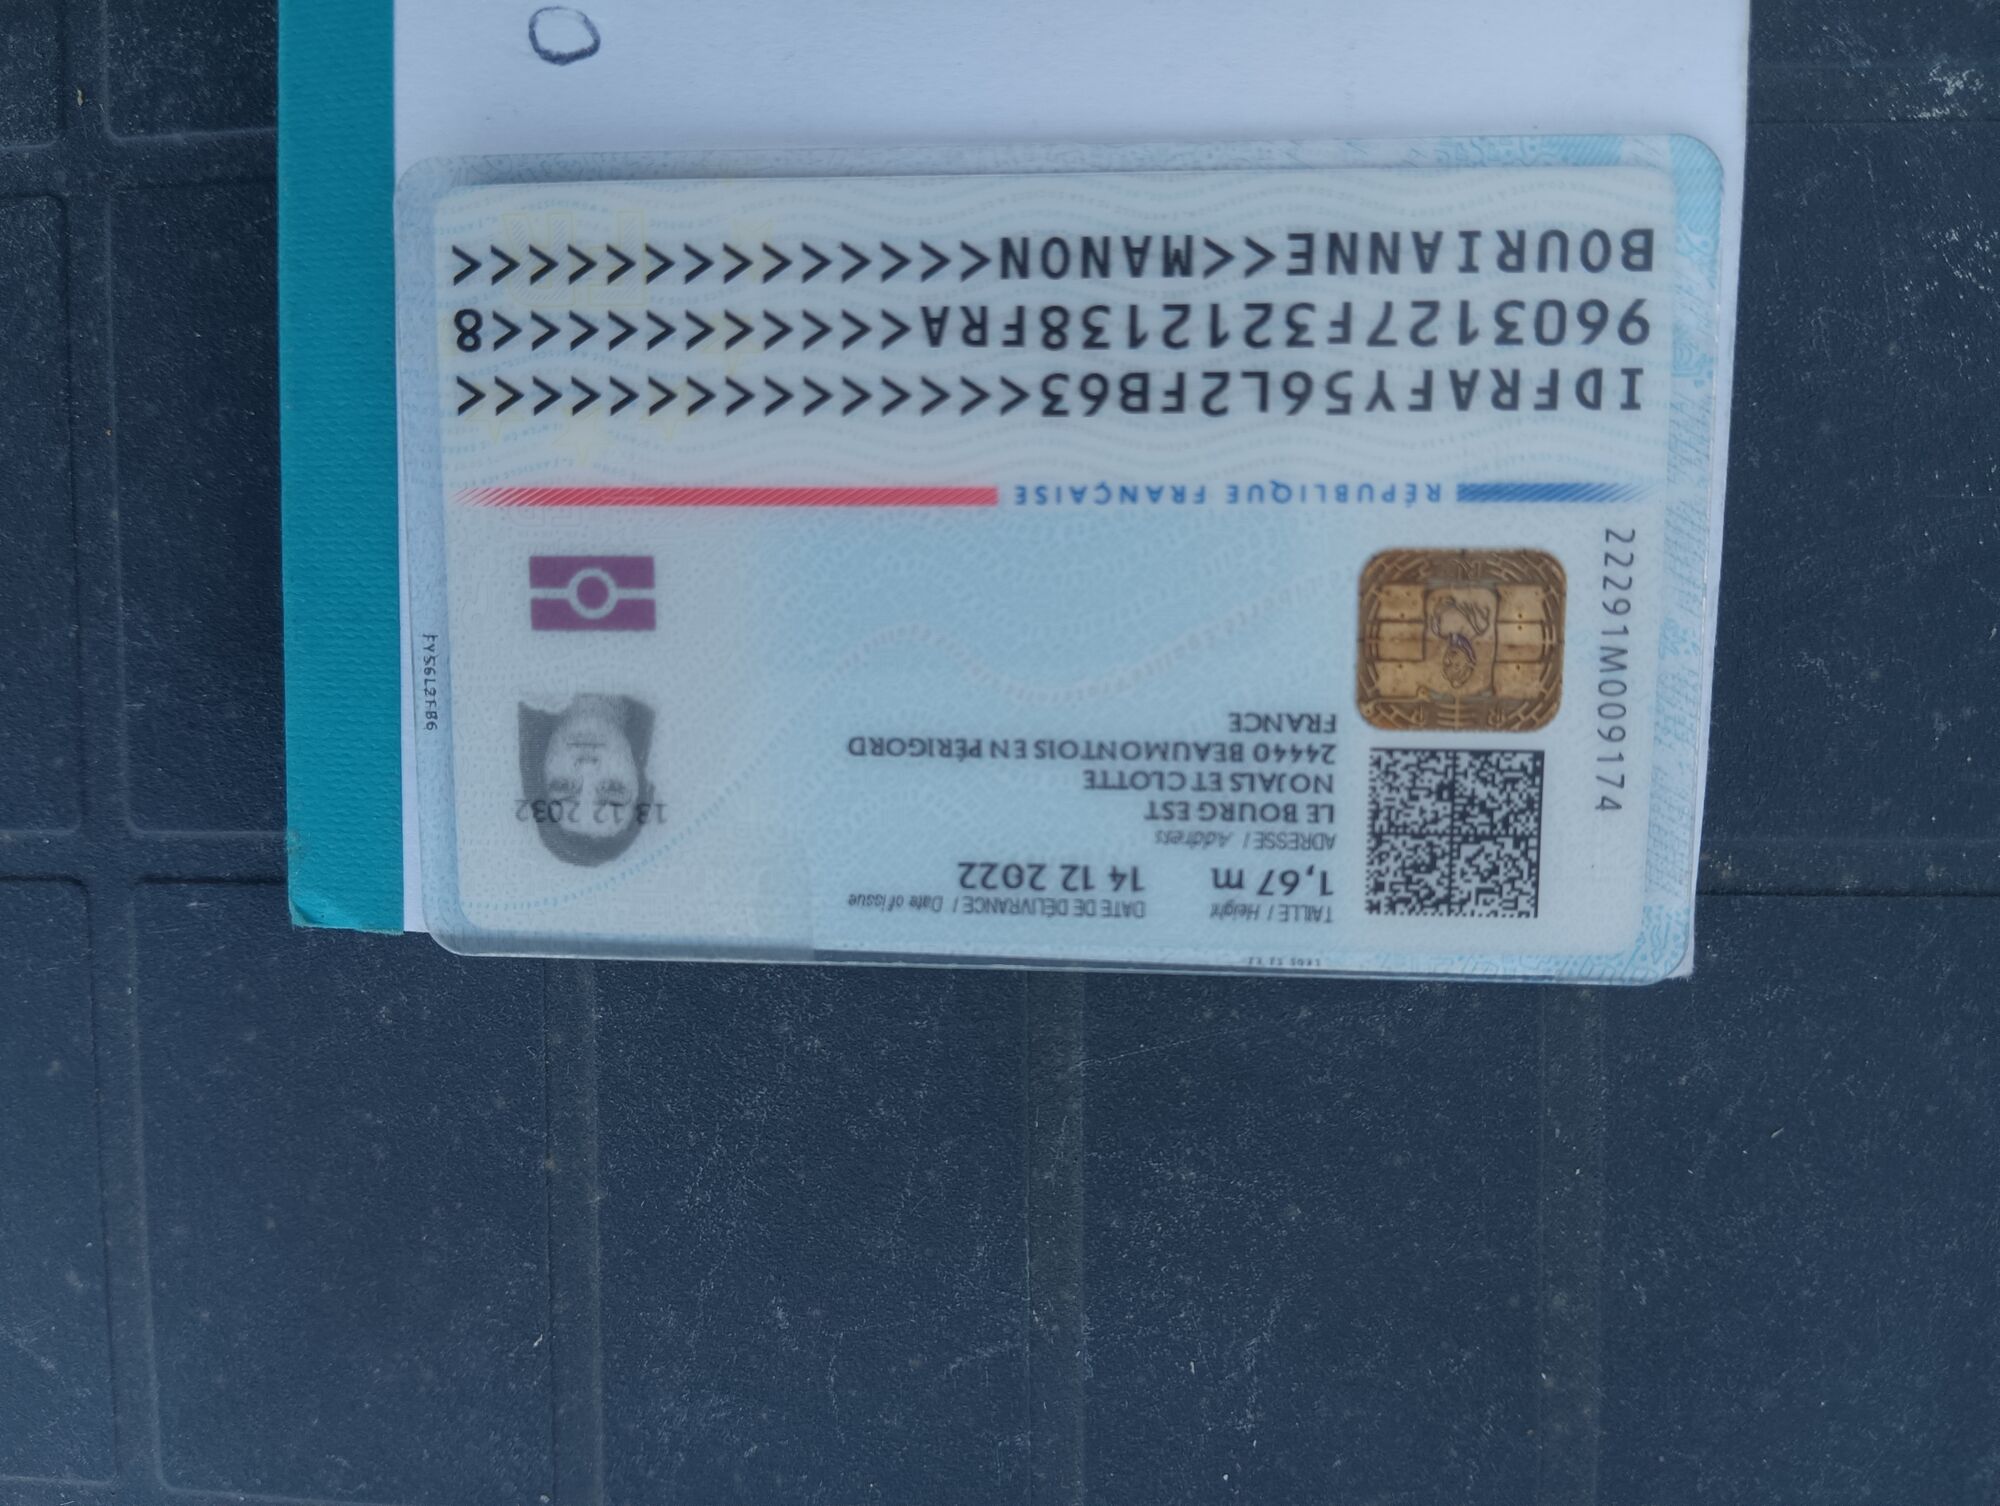 TAILLE / Height
DATE DE DÉLIVRANCE / Date of issue
1,67 m
14 12 2022
ADRESSE / Address
LE BOURG EST
NOJALS ET CLOTTE
24440 BEAUMONTOIS EN PÉRIGORD
FRANCE
13 12 2032
FY56L2FB6
222291M009174
RÉPUBLIQUE FRANÇAISE
IDFRAFY56L2FB63<<<<<<<<<<<<<<<
9603127F3212138FRA<<<<<<<<<<<8
BOURIANNE<<MANON<<<<<<<<<<<<<<